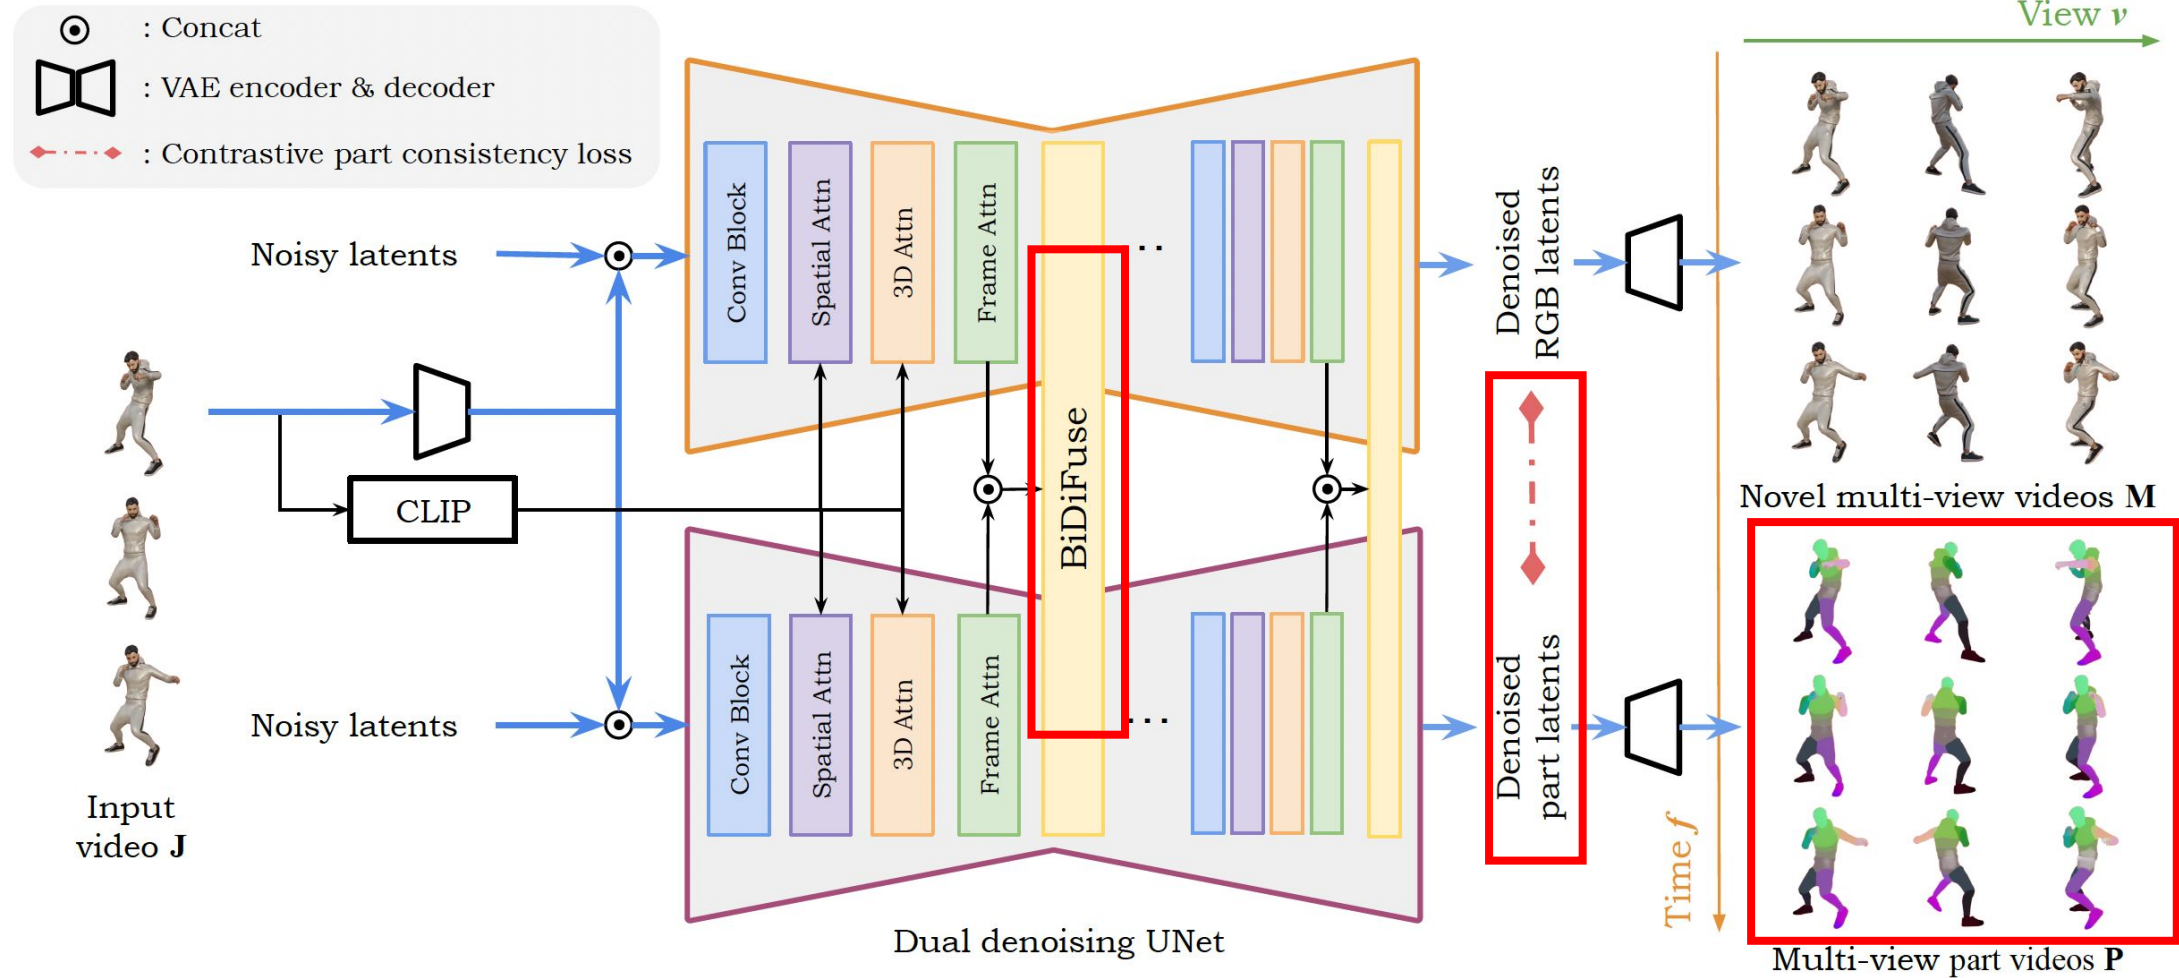 : Concat
: VAE encoder & decoder
: Contrastive part consistency loss
View v
Noisy latents
Conv Block
Spatial Attn
3D Attn
Frame Attn
. .
Denoised
RGB latents
CLIP
BiDiFuse
Novel multi-view videos M
Noisy latents
Conv Block
Spatial Attn
3D Attn
Frame Attn
...
Denoised
part latents
Input
video J
Time f
Dual denoising UNet
Multi-view part videos P